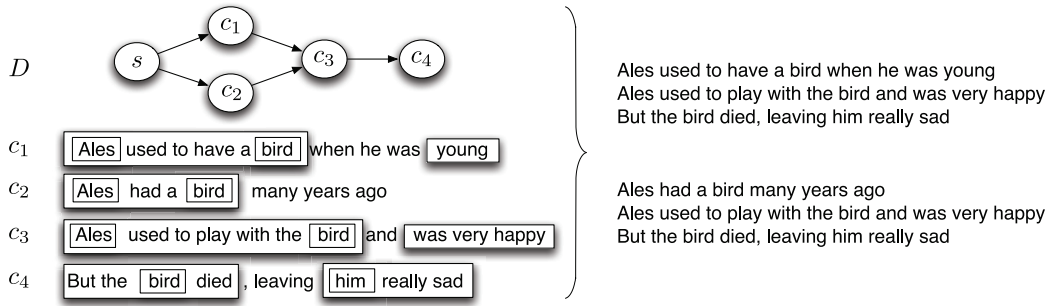 D
s
c1
c2
c3
c4
c1 Ales used to have a bird when he was young
c2 Ales had a bird many years ago
c3 Ales used to play with the bird and was very happy
c4 But the bird died, leaving him really sad
Ales used to have a bird when he was young
Ales used to play with the bird and was very happy
But the bird died, leaving him really sad
Ales had a bird many years ago
Ales used to play with the bird and was very happy
But the bird died, leaving him really sad